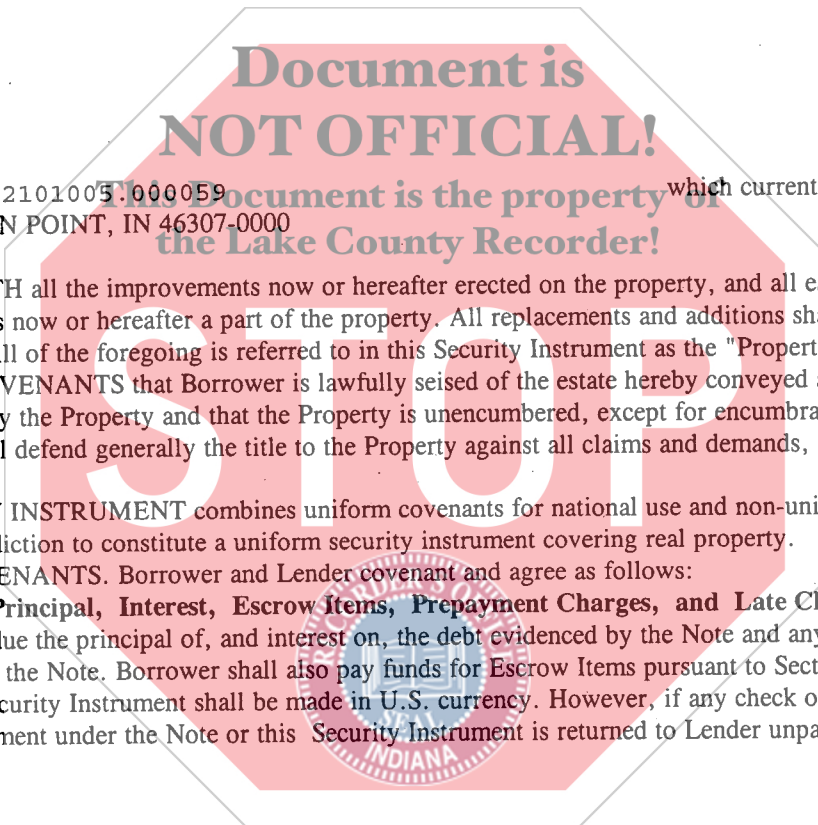 Document is
NOT OFFICIAL!
This Document is the property of
the Lake County Recorder!
2101005.000059 which current
N POINT, IN 46307-0000
TH all the improvements now or hereafter erected on the property, and all e
s now or hereafter a part of the property. All replacements and additions sha
ll of the foregoing is referred to in this Security Instrument as the "Propert
VENANTS that Borrower is lawfully seised of the estate hereby conveyed
y the Property and that the Property is unencumbered, except for encumbra
l defend generally the title to the Property against all claims and demands,
STOP
INSTRUMENT combines uniform covenants for national use and non-uni
liction to constitute a uniform security instrument covering real property.
ENANTS. Borrower and Lender covenant and agree as follows:
Principal, Interest, Escrow Items, Prepayment Charges, and Late Cl
lue the principal of, and interest on, the debt evidenced by the Note and any
the Note. Borrower shall also pay funds for Escrow Items pursuant to Sect
curity Instrument shall be made in U.S. currency. However, if any check o
ment under the Note or this Security Instrument is returned to Lender unpa
RECORDER'S OFFICE
SEAL
INDIANA